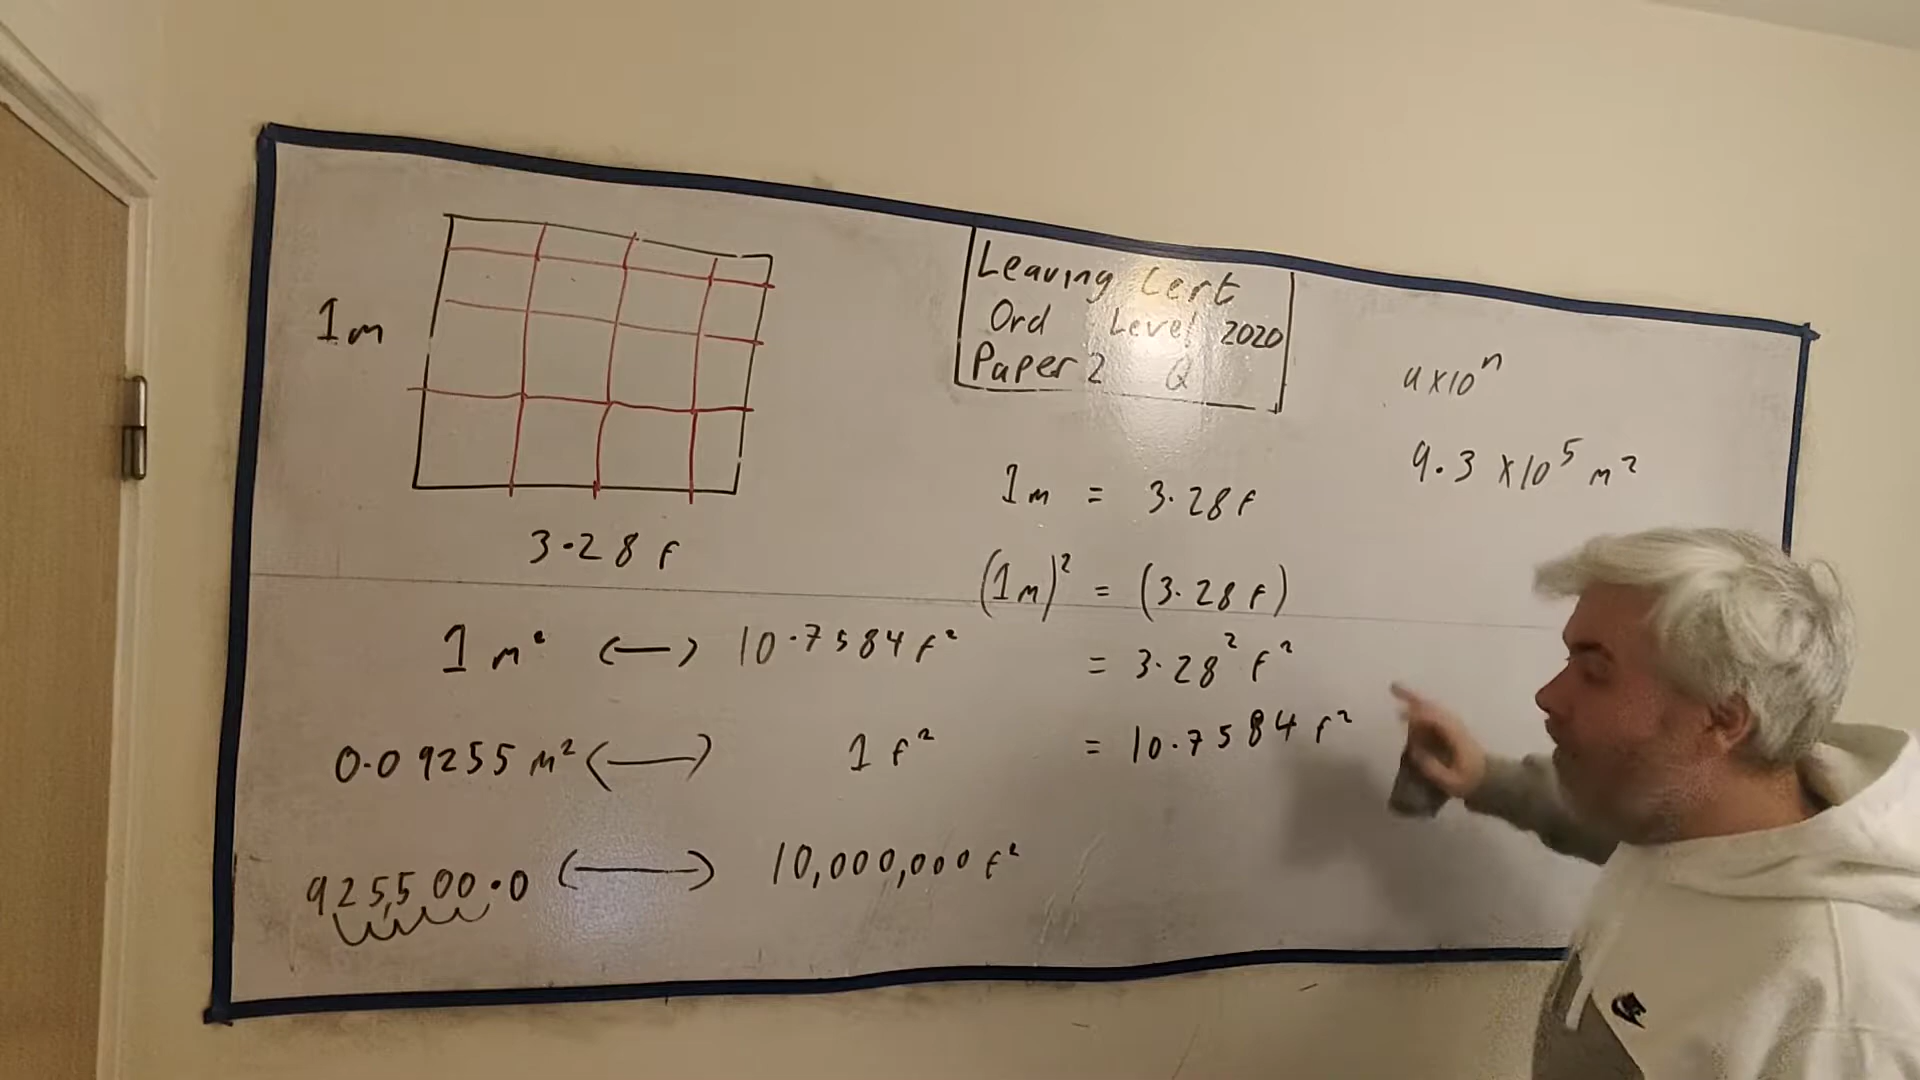 1m
3.28 f
1 m² <-> 10.7584 f²
0.09255 m² <-> 1 f²
925,500.0 <-> 10,000,000 f²
Leaving Cert
Ord Level 2020
Paper 2 Q
1m = 3.28 f
(1m)² = (3.28 f)
= 3.28² f²
= 10.7584 f²
a x10ⁿ
9.3 x10⁵ m²